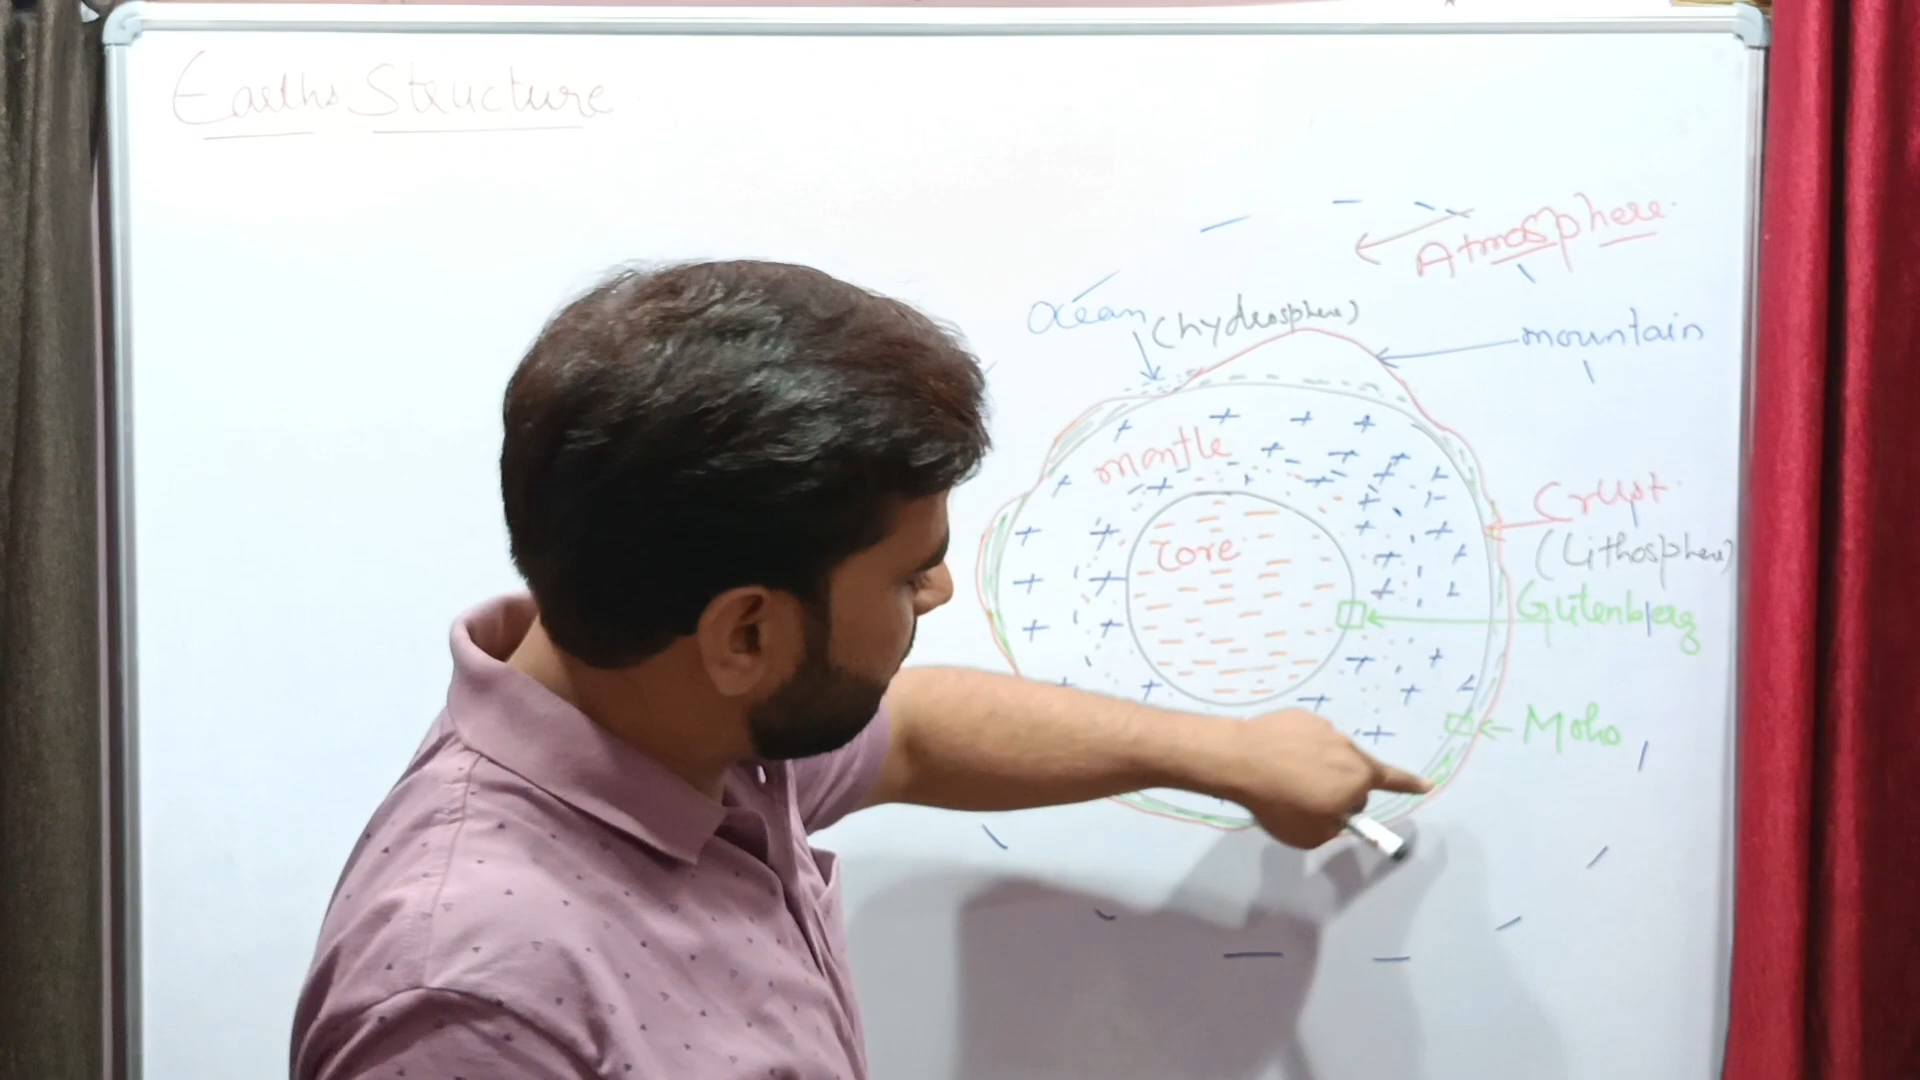 Earths Structure
Atmosphere
Ocean (hydrosphere)
mountain
mantle
Crust
core
(Lithosphere)
Gutenberg
Moho